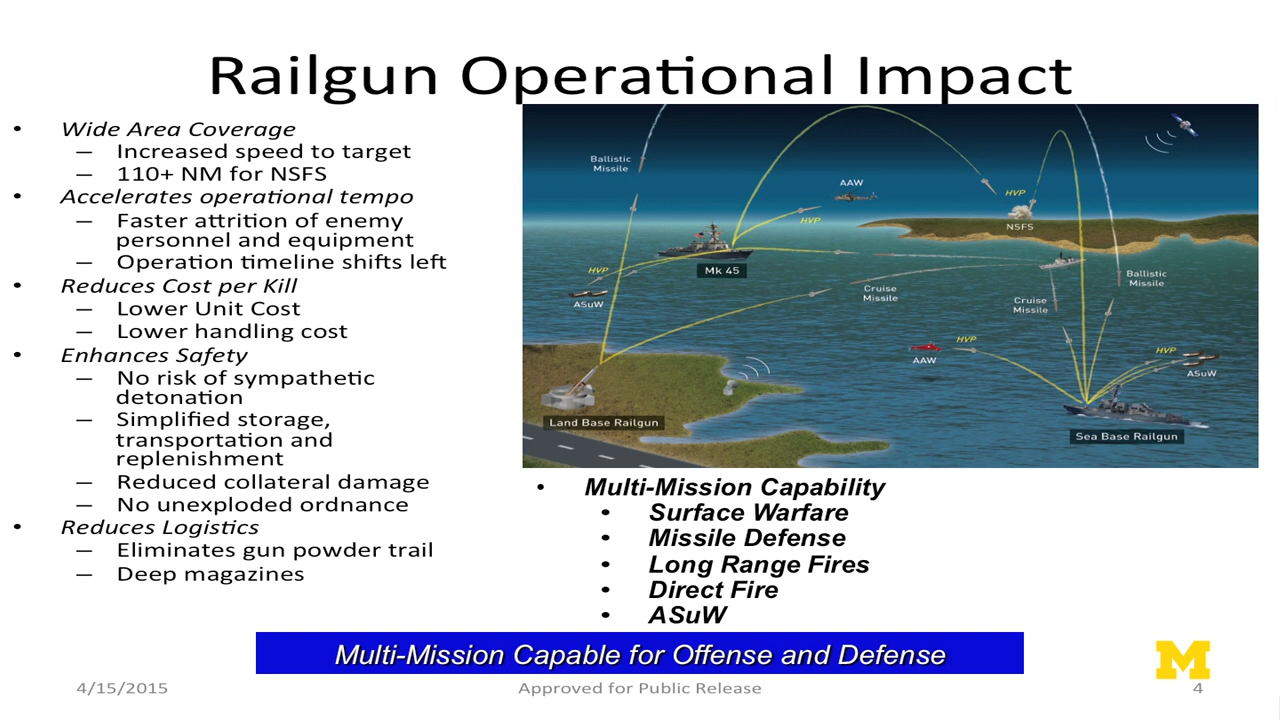 Railgun Operational Impact
• Wide Area Coverage
– Increased speed to target
– 110+ NM for NSFS
• Accelerates operational tempo
– Faster attrition of enemy
personnel and equipment
– Operation timeline shifts left
• Reduces Cost per Kill
– Lower Unit Cost
– Lower handling cost
• Enhances Safety
– No risk of sympathetic
detonation
– Simplified storage,
transportation and
replenishment
– Reduced collateral damage
– No unexploded ordnance
• Reduces Logistics
– Eliminates gun powder trail
– Deep magazines
Ballistic
Missile
AAW
HVP
HVP
NSFS
Mk 45
HVP
ASuW
Cruise
Missile
Cruise
Missile
Ballistic
Missile
AAW
HVP
HVP
ASuW
Land Base Railgun
Sea Base Railgun
• Multi-Mission Capability
• Surface Warfare
• Missile Defense
• Long Range Fires
• Direct Fire
• ASuW
Multi-Mission Capable for Offense and Defense
M
4/15/2015
Approved for Public Release
4